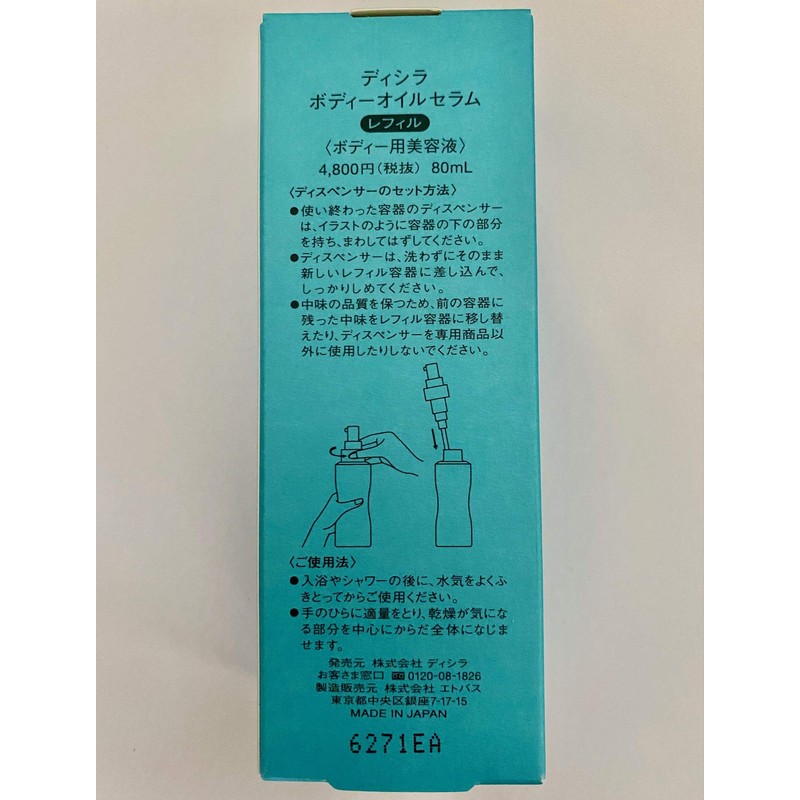 ディシラ
ボディーオイルセラム
レフィル
〈ボディー用美容液〉
4,800円(税抜) 80mL
〈ディスペンサーのセット方法〉
●使い終わった容器のディスペンサー
は、イラストのように容器の下の部分
を持ち、まわしてはずしてください。
●ディスペンサーは、洗わずにそのまま
新しいレフィル容器に差し込んで、
しっかりしめてください。
●中味の品質を保つため、前の容器に
残った中味をレフィル容器に移し替
えたり、ディスペンサーを専用商品以
外に使用したりしないでください。
〈ご使用法〉
●入浴やシャワーの後に、水気をよくふ
きとってからご使用ください。
●手のひらに適量をとり、乾燥が気にな
る部分を中心にからだ全体になじま
せます。
発売元 株式会社 ディシラ
お客さま窓口 0120-08-1826
製造販売元 株式会社 エトバス
東京都中央区銀座7-17-15
MADE IN JAPAN
6271EA